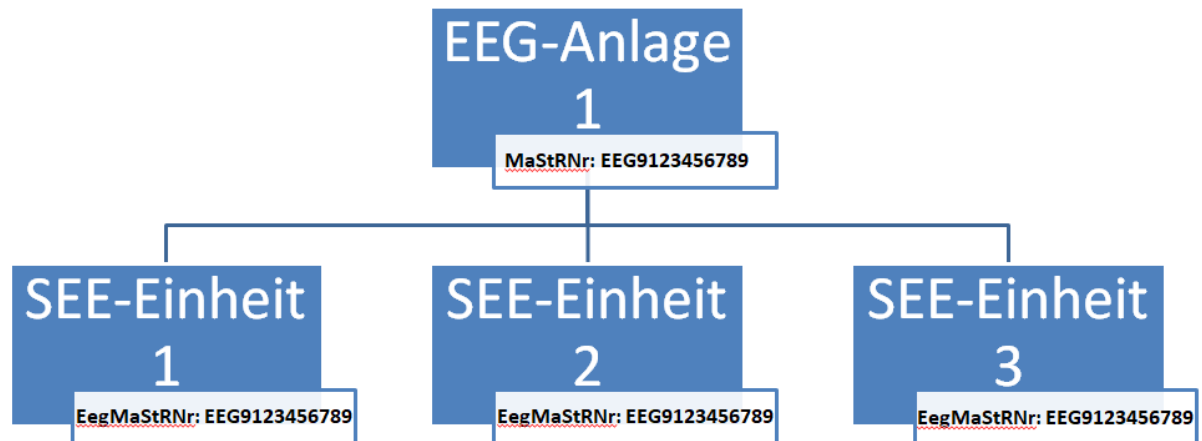 EEG-Anlage
1
MaStRNr: EEG9123456789
SEE-Einheit
1
EegMaStRNr: EEG9123456789
SEE-Einheit
2
EegMaStRNr: EEG9123456789
SEE-Einheit
3
EegMaStRNr: EEG9123456789